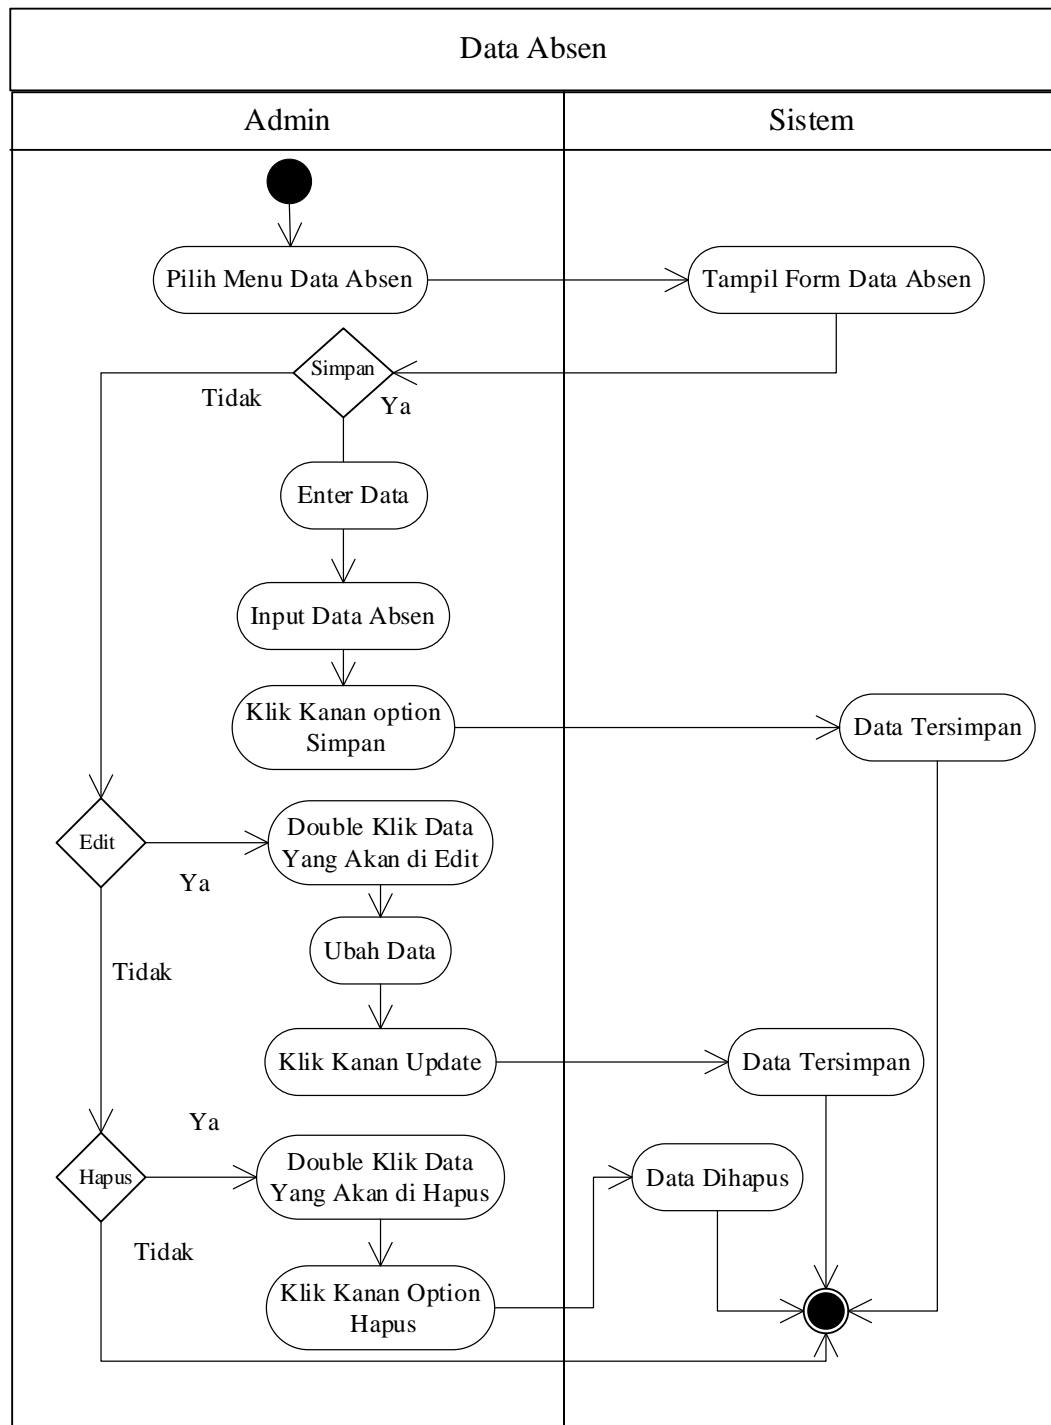 Data Absen
Admin
Sistem
Pilih Menu Data Absen
Tampil Form Data Absen
Simpan
Tidak
Ya
Enter Data
Input Data Absen
Klik Kanan option
Simpan
Data Tersimpan
Edit
Double Klik Data
Yang Akan di Edit
Ya
Ubah Data
Tidak
Klik Kanan Update
Data Tersimpan
Ya
Hapus
Double Klik Data
Yang Akan di Hapus
Data Dihapus
Tidak
Klik Kanan Option
Hapus